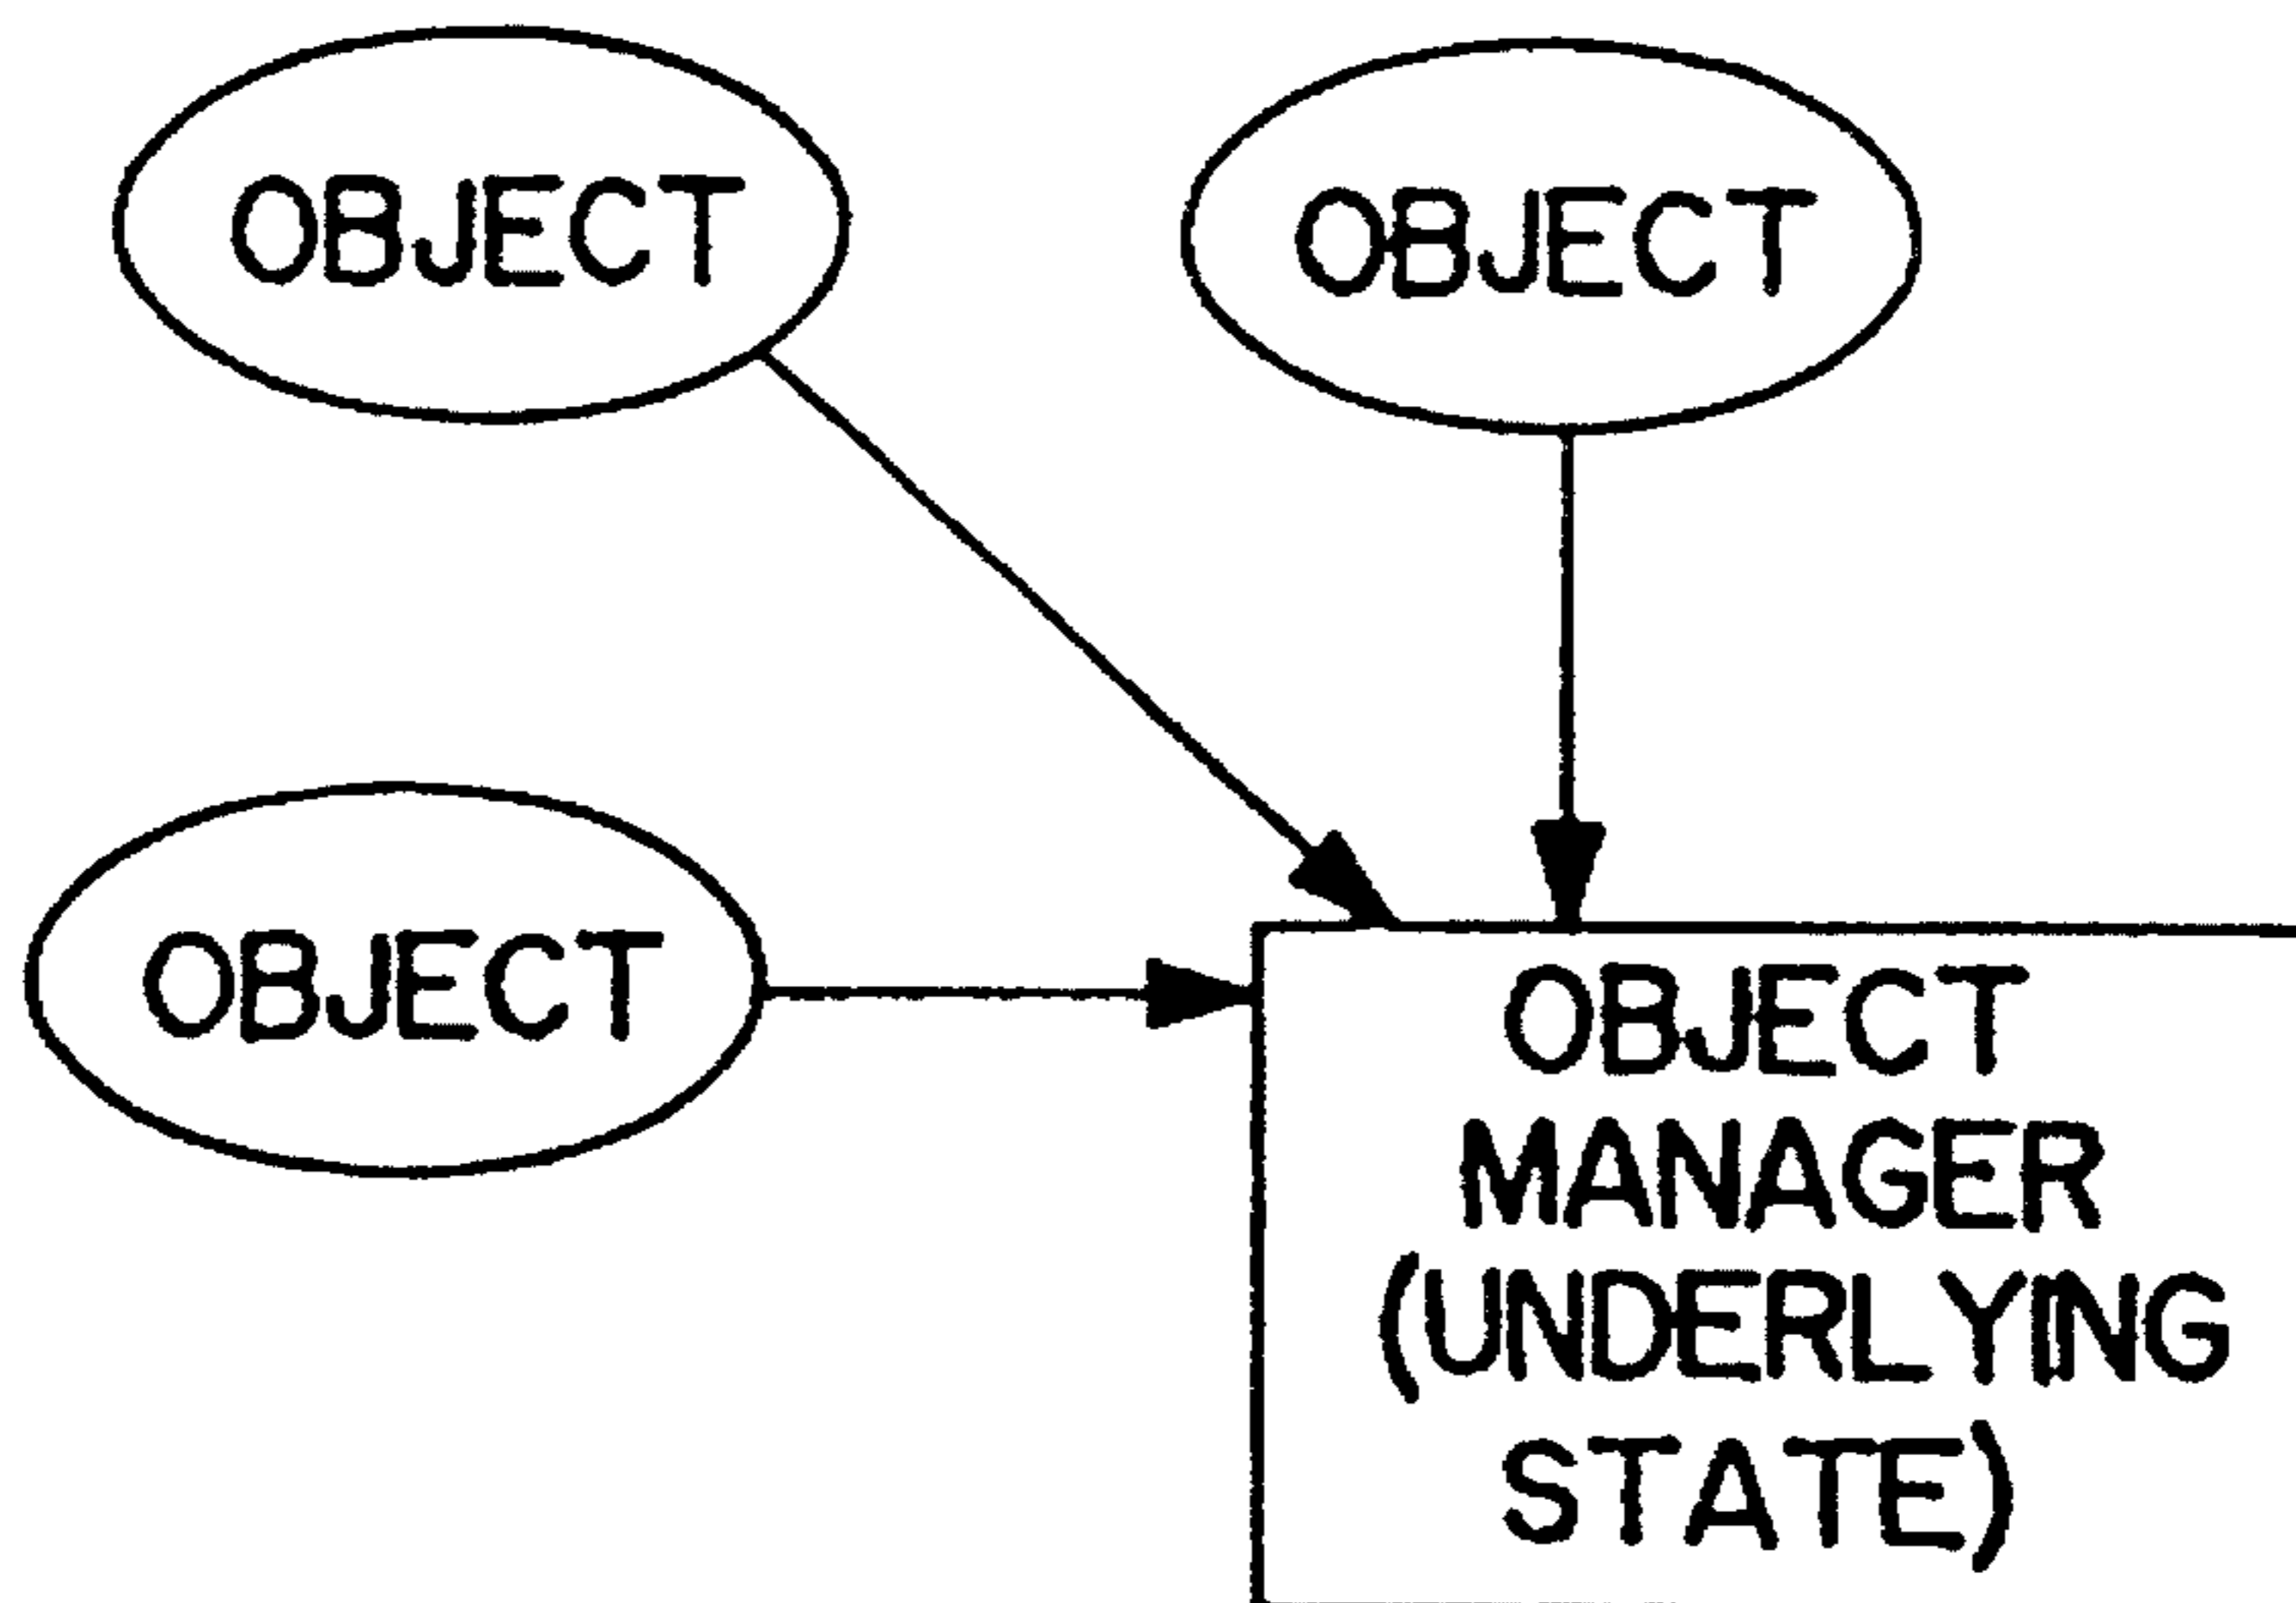 OBJECT
OBJECT
OBJECT
OBJECT
MANAGER
(UNDERLYING
STATE)